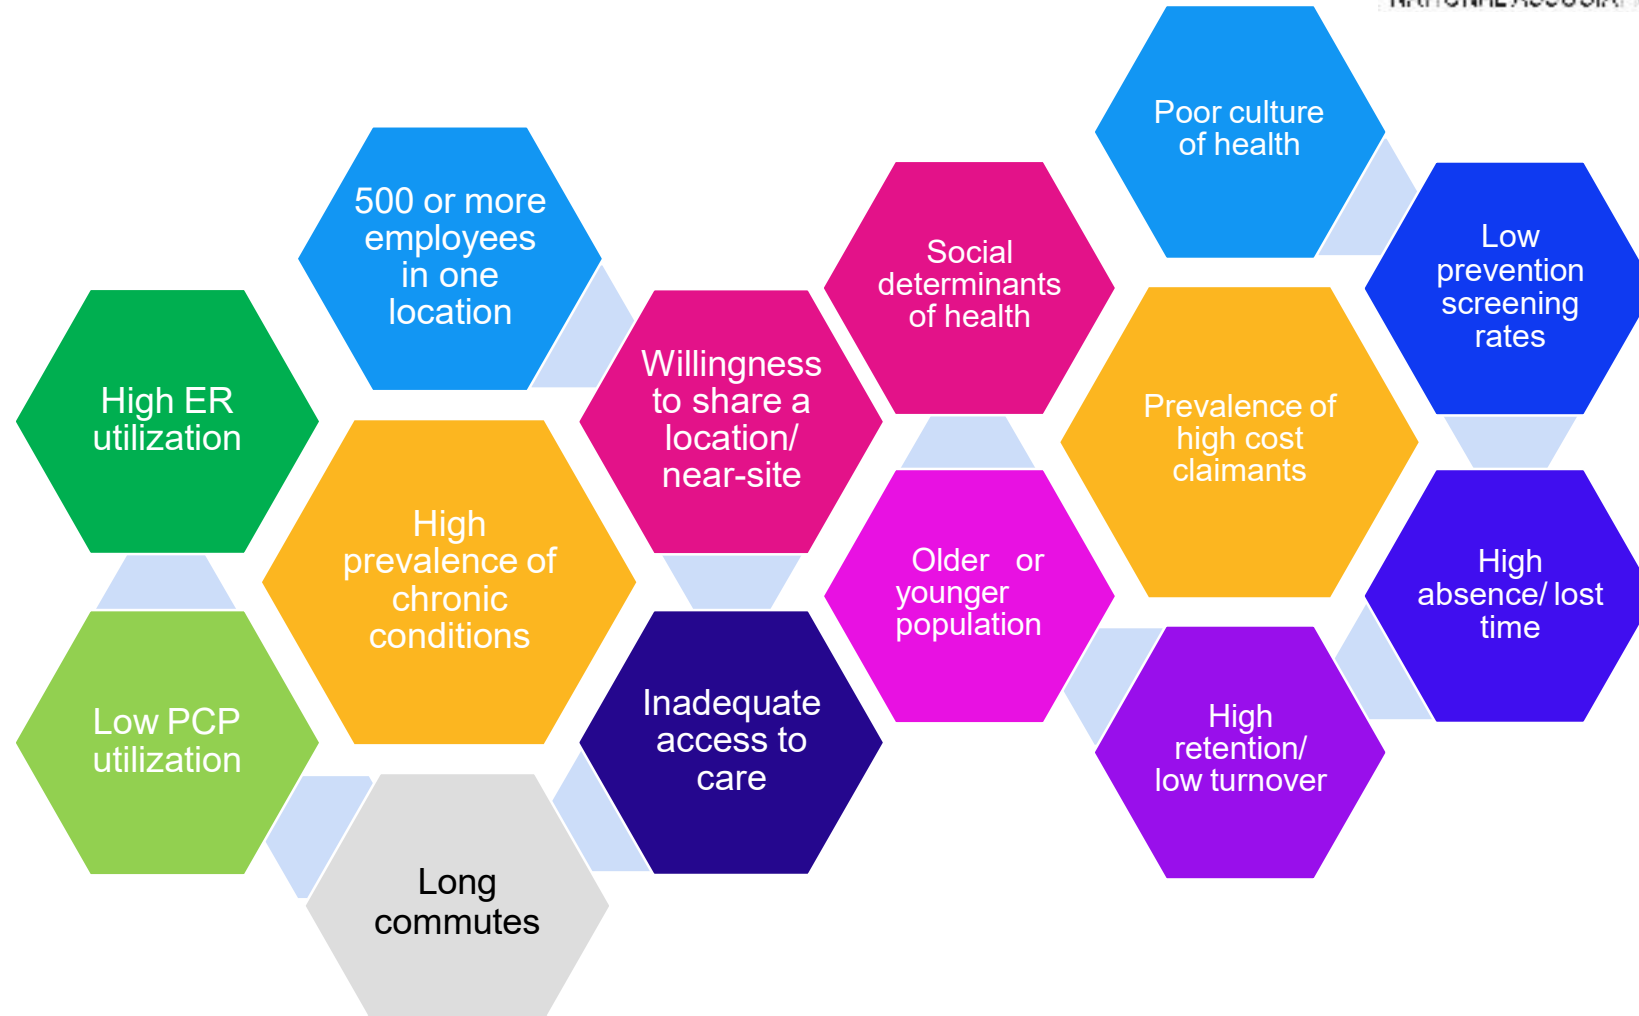 500 or more
employees
in one
location
High ER
utilization
Willingness
to share a
location/
near-site
High
prevalence of
chronic
conditions
Low PCP
utilization
Inadequate
access to
care
Long
commutes
Poor culture
of health
Social
determinants
of health
Low
prevention
screening
rates
Prevalence of
high cost
claimants
Older or
younger
population
High
absence/ lost
time
High
retention/
low turnover